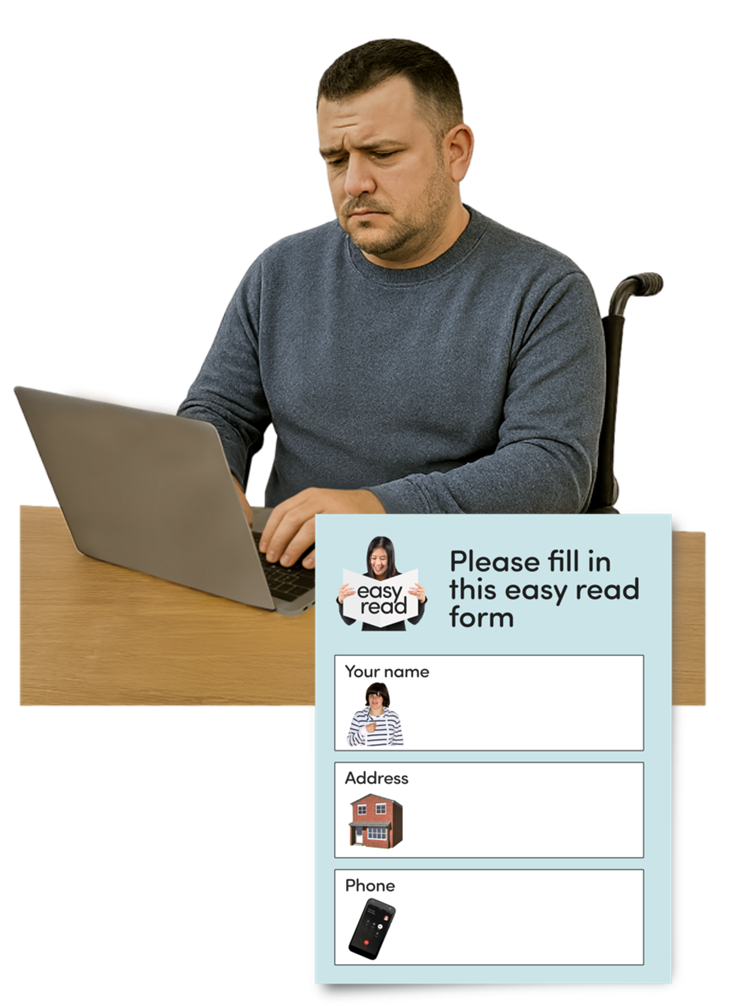 easy
read
Please fill in
this easy read
form
Your name
Address
Phone